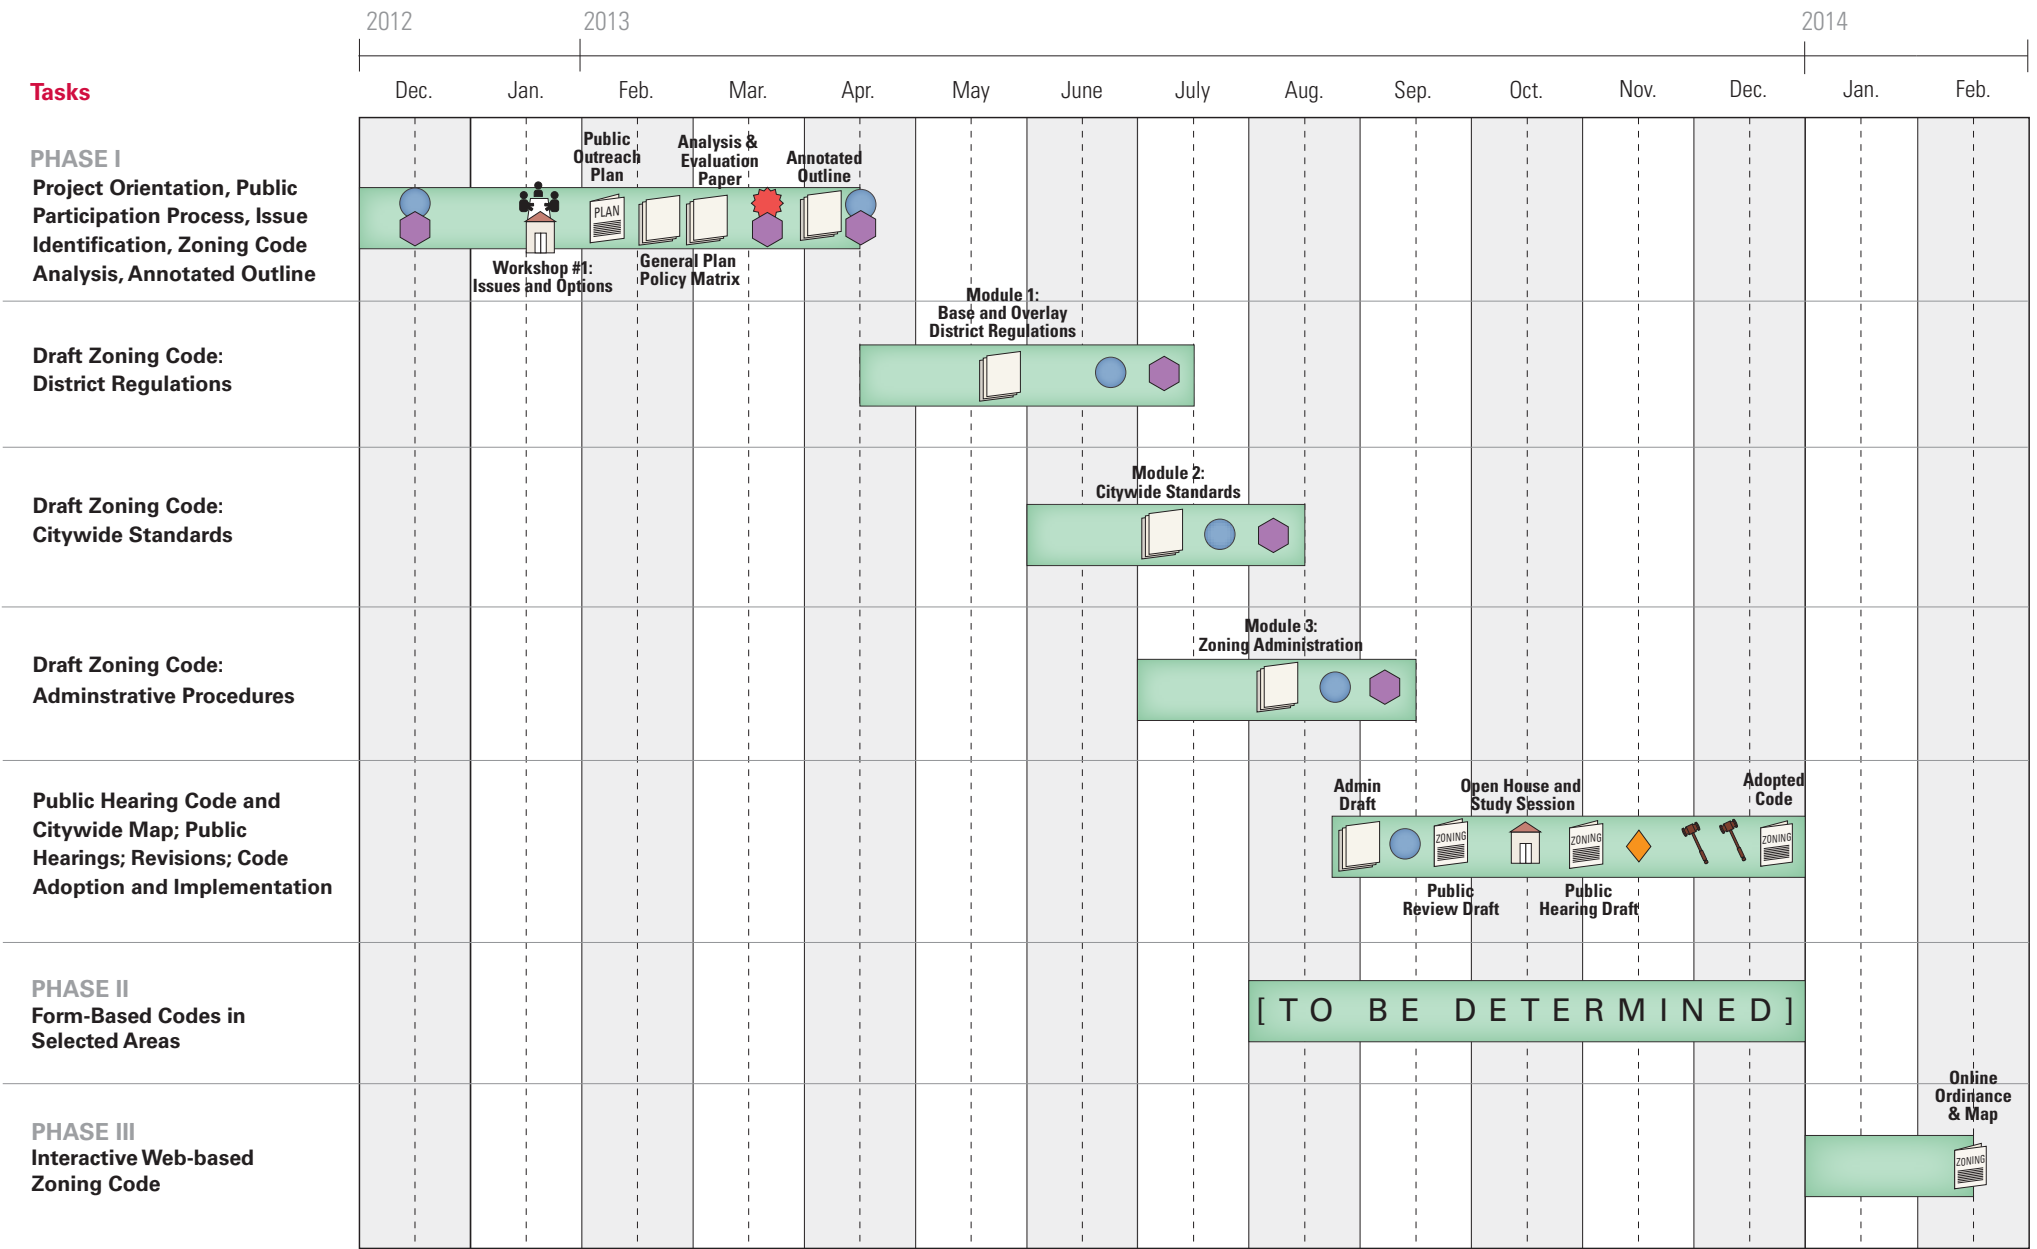 2012
2013
2014
Tasks
Dec.
Jan.
Feb.
Mar.
Apr.
May
June
July
Aug.
Sep.
Oct.
Nov.
Dec.
Jan.
Feb.
PHASE I
Project Orientation, Public
Participation Process, Issue
Identification, Zoning Code
Analysis, Annotated Outline
Public
Outreach
Plan
Analysis &
Evaluation
Paper
Annotated
Outline
PLAN
Workshop #1:
Issues and Options
General Plan
Policy Matrix
Draft Zoning Code:
District Regulations
Module 1:
Base and Overlay
District Regulations
Draft Zoning Code:
Citywide Standards
Module 2:
Citywide Standards
Draft Zoning Code:
Adminstrative Procedures
Module 3:
Zoning Administration
Public Hearing Code and
Citywide Map; Public
Hearings; Revisions; Code
Adoption and Implementation
Admin
Draft
Open House and
Study Session
Adopted
Code
ZONING
ZONING
ZONING
Public
Review Draft
Public
Hearing Draft
PHASE II
Form-Based Codes in
Selected Areas
[TO BE DETERMINED]
PHASE III
Interactive Web-based
Zoning Code
Online
Ordinance
& Map
ZONING